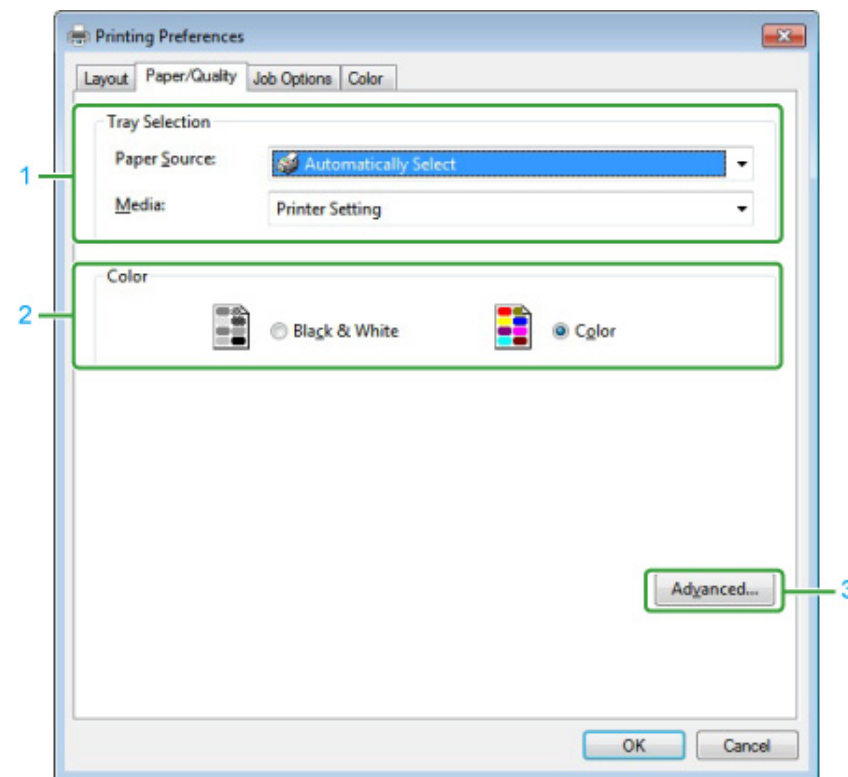 Printing Preferences
Layout Paper/Quality Job Options Color
Tray Selection
1
Paper Source: Automatically Select
Media: Printer Setting
Color
2
Black & White Color
Advanced... 3
OK Cancel